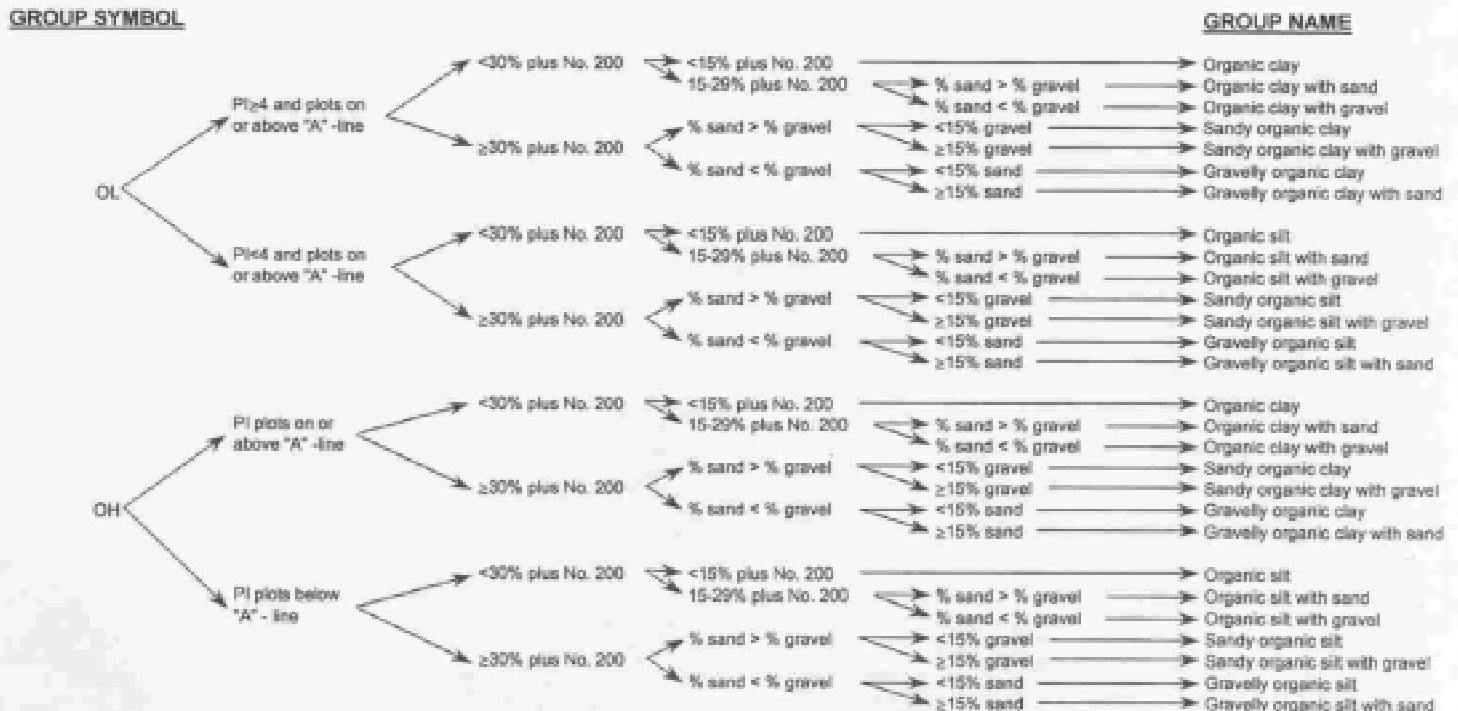 GROUP SYMBOL
GROUP NAME
OL
PI≥4 and plots on
or above "A" -line
<30% plus No. 200
<15% plus No. 200
Organic clay
15-29% plus No. 200
% sand > % gravel
Organic clay with sand
% sand < % gravel
Organic clay with gravel
≥30% plus No. 200
% sand > % gravel
<15% gravel
Sandy organic clay
≥15% gravel
Sandy organic clay with gravel
% sand < % gravel
<15% sand
Gravelly organic clay
≥15% sand
Gravelly organic clay with sand
PI<4 and plots on
or above "A" -line
<30% plus No. 200
<15% plus No. 200
Organic silt
15-29% plus No. 200
% sand > % gravel
Organic silt with sand
% sand < % gravel
Organic silt with gravel
≥30% plus No. 200
% sand > % gravel
<15% gravel
Sandy organic silt
≥15% gravel
Sandy organic silt with gravel
% sand < % gravel
<15% sand
Gravelly organic silt
≥15% sand
Gravelly organic silt with sand
OH
PI plots on or
above "A" -line
<30% plus No. 200
<15% plus No. 200
Organic clay
15-29% plus No. 200
% sand > % gravel
Organic clay with sand
% sand < % gravel
Organic clay with gravel
≥30% plus No. 200
% sand > % gravel
<15% gravel
Sandy organic clay
≥15% gravel
Sandy organic clay with gravel
% sand < % gravel
<15% sand
Gravelly organic clay
≥15% sand
Gravelly organic clay with sand
PI plots below
"A" - line
<30% plus No. 200
<15% plus No. 200
Organic silt
15-29% plus No. 200
% sand > % gravel
Organic silt with sand
% sand < % gravel
Organic silt with gravel
≥30% plus No. 200
% sand > % gravel
<15% gravel
Sandy organic silt
≥15% gravel
Sandy organic silt with gravel
% sand < % gravel
<15% sand
Gravelly organic silt
≥15% sand
Gravelly organic silt with sand